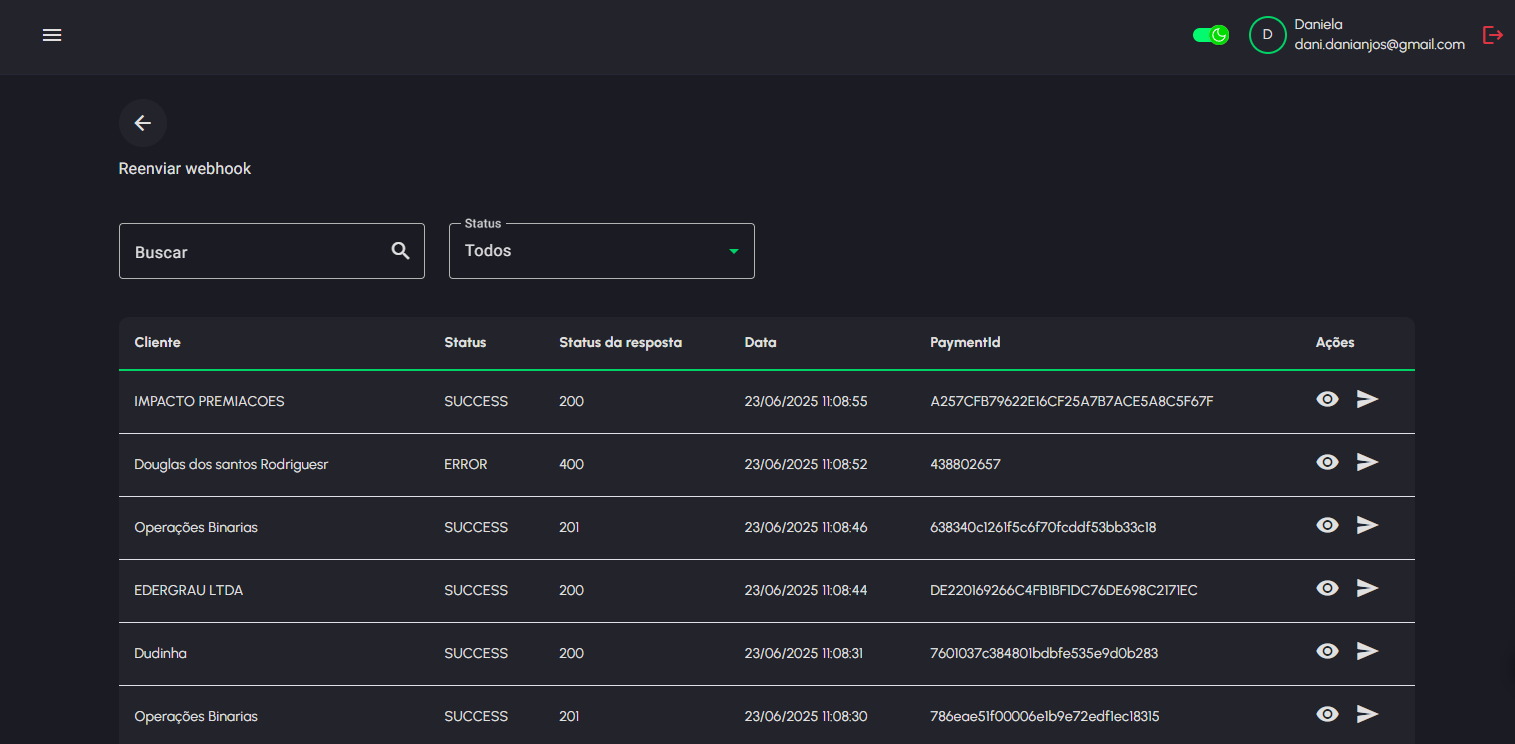 Daniela
D
dani.danianjos@gmail.com
Reenviar webhook
Status
Buscar
Todos
Cliente Status Status da resposta Data PaymentId Ações
IMPACTO PREMIACOES SUCCESS 200 23/06/2025 11:08:55 A257CFB79622E16CF25A7B7ACE5A8C5F67F
Douglas dos santos Rodriguesr ERROR 400 23/06/2025 11:08:52 438802657
Operações Binarias SUCCESS 201 23/06/2025 11:08:46 638340c1261f5c6f70fcddf53bb33c18
EDERGRAU LTDA SUCCESS 200 23/06/2025 11:08:44 DE220169266C4FB1BF1DC76DE698C2171EC
Dudinha SUCCESS 200 23/06/2025 11:08:31 7601037c384801bdbfe535e9d0b283
Operações Binarias SUCCESS 201 23/06/2025 11:08:30 786eae51f00006e1b9e72edf1ec18315